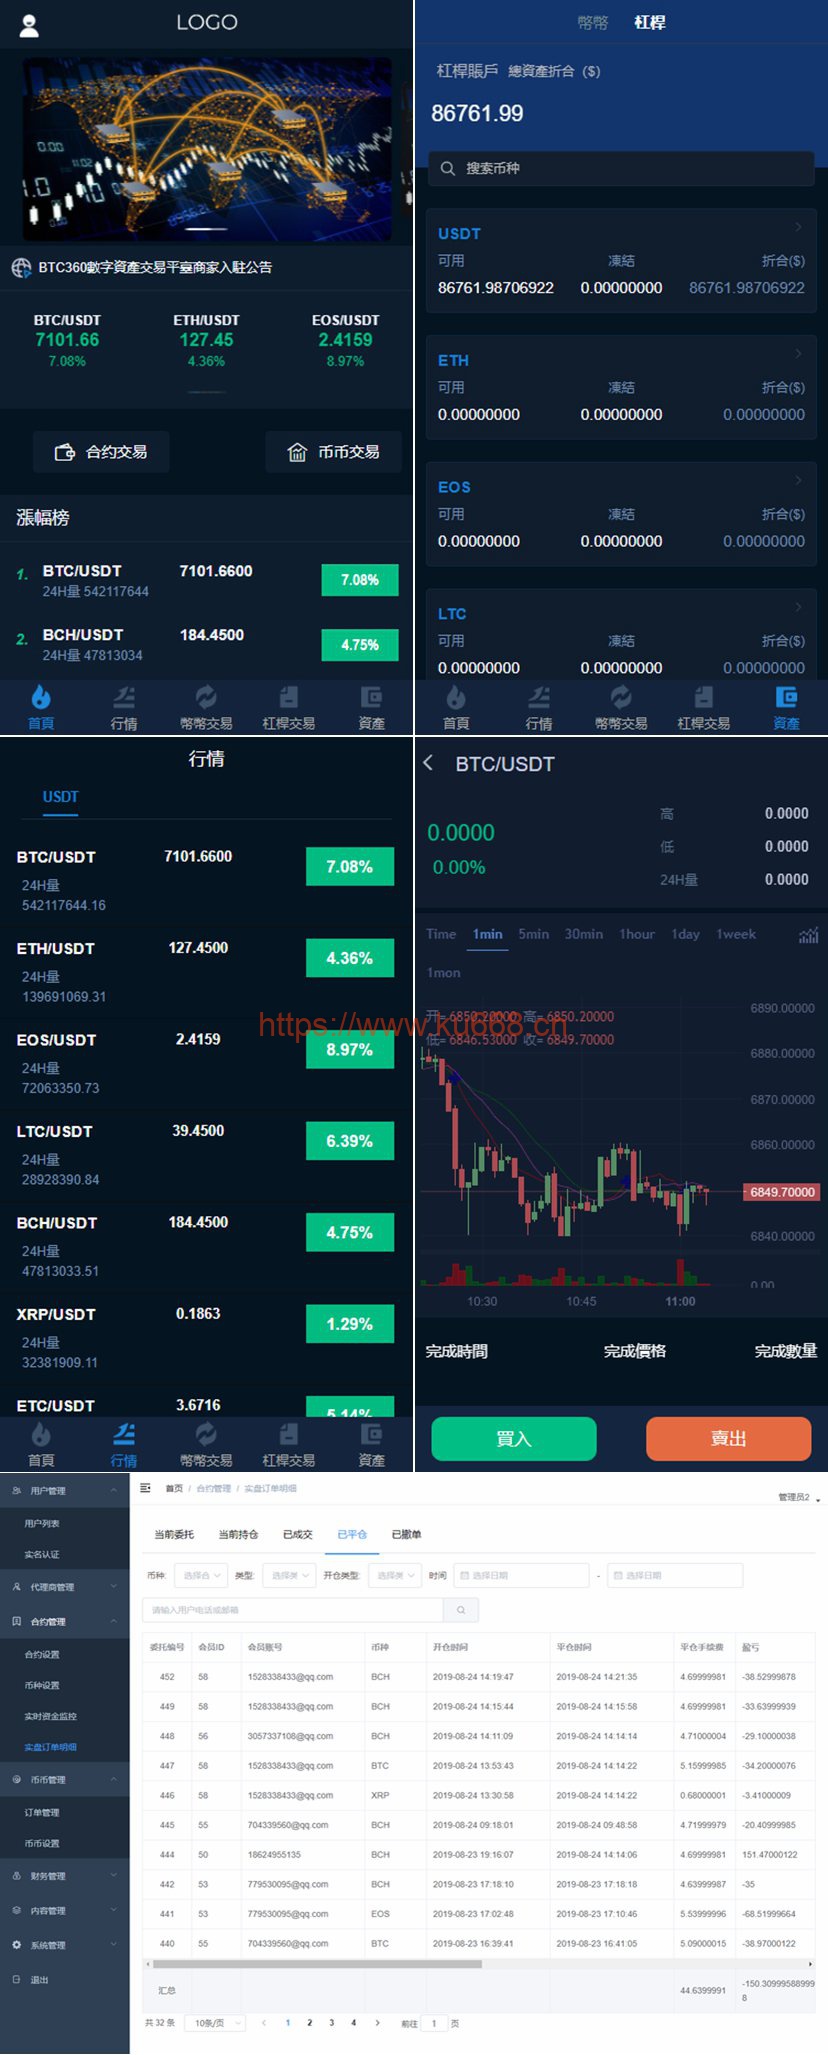 LOGO
BTC360數字資產交易平臺商家入駐公告
BTC/USDT ETH/USDT EOS/USDT
7101.66 127.45 2.4159
7.08% 4.36% 8.97%
合约交易 币币交易
漲幅榜
1. BTC/USDT 7101.6600 7.08%
24H量 542117644
2. BCH/USDT 184.4500 4.75%
24H量 47813034
首頁 行情 幣幣交易 杠桿交易 資產
幣幣 杠桿
杠桿賬戶 總資產折合 ($)
86761.99
搜索币种
USDT
可用 凍結 折合($)
86761.98706922 0.00000000 86761.98706922
ETH
可用 凍結 折合($)
0.00000000 0.00000000 0.00000000
EOS
可用 凍結 折合($)
0.00000000 0.00000000 0.00000000
LTC
可用 凍結 折合($)
0.00000000 0.00000000 0.00000000
首頁 行情 幣幣交易 杠桿交易 資產
行情
USDT
BTC/USDT 7101.6600 7.08%
24H量
542117644.16
ETH/USDT 127.4500 4.36%
24H量
139691069.31
EOS/USDT 2.4159 8.97%
24H量
72063350.73
LTC/USDT 39.4500 6.39%
24H量
28928390.84
BCH/USDT 184.4500 4.75%
24H量
47813033.51
XRP/USDT 0.1863 1.29%
24H量
32381909.11
ETC/USDT 3.6716 5.14%
首頁 行情 幣幣交易 杠桿交易 資產
BTC/USDT
高 0.0000
0.0000
低 0.0000
0.00%
24H量 0.0000
Time 1min 5min 30min 1hour 1day 1week
1mon
开= 6850.20000 高= 6850.20000
低= 6846.53000 收= 6849.70000
6890.00000
6880.00000
6870.00000
6860.00000
6849.70000
6840.00000
0.00
10:30 10:45 11:00
完成時間 完成價格 完成數量
買入 賣出
https://www.ku668.cn
用户管理
用户列表
实名认证
代理商管理
合约管理
合约设置
币种设置
实时资金监控
实盘订单明细
币币管理
订单管理
币币设置
财务管理
内容管理
系统管理
退出
首页 / 合约管理 / 实盘订单明细
管理员2
当前委托 当前持仓 已成交 已平仓 已撤单
币种: 选择合 类型: 选择类 开仓类型: 选择类 时间 选择日期 - 选择日期
请输入用户电话或邮箱
委托编号 会员ID 会员账号 币种 开仓时间 平仓时间 平仓手续费 盈亏
452 58 1528338433@qq.com BCH 2019-08-24 14:19:47 2019-08-24 14:21:35 4.69999981 -38.52999878
449 58 1528338433@qq.com BCH 2019-08-24 14:15:44 2019-08-24 14:15:58 4.69999981 -33.63999939
448 56 3057337108@qq.com BCH 2019-08-24 14:11:09 2019-08-24 14:14:14 4.71000004 -29.10000038
447 58 1528338433@qq.com BTC 2019-08-24 13:53:43 2019-08-24 14:14:22 5.15999985 -34.20000076
446 58 1528338433@qq.com XRP 2019-08-24 13:30:58 2019-08-24 14:14:22 0.68000001 -3.41000009
445 55 704339560@qq.com BCH 2019-08-24 09:18:01 2019-08-24 09:48:58 4.71999979 -20.40999985
444 50 18624955135 BCH 2019-08-23 19:16:07 2019-08-24 14:14:06 4.69999981 151.47000122
442 53 779530095@qq.com BCH 2019-08-23 17:18:10 2019-08-23 17:18:18 4.63999987 -35
441 53 779530095@qq.com EOS 2019-08-23 17:02:48 2019-08-23 17:10:46 5.53999996 -68.51999664
440 55 704339560@qq.com BTC 2019-08-23 16:39:41 2019-08-23 16:41:05 5.09000015 -38.97000122
汇总 44.6399991 -150.309995889998
共 32 条 10条/页 1 2 3 4 前往 1 页